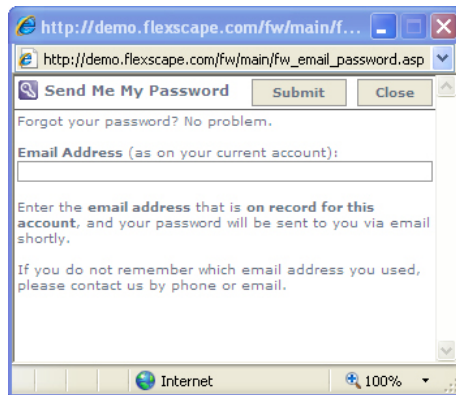 http://demo.flexscape.com/fw/main/f...
http://demo.flexscape.com/fw/main/fw_email_password.asp
Send Me My Password Submit Close
Forgot your password? No problem.
Email Address (as on your current account):
Enter the email address that is on record for this
account, and your password will be sent to you via email
shortly.
If you do not remember which email address you used,
please contact us by phone or email.
Internet 100%